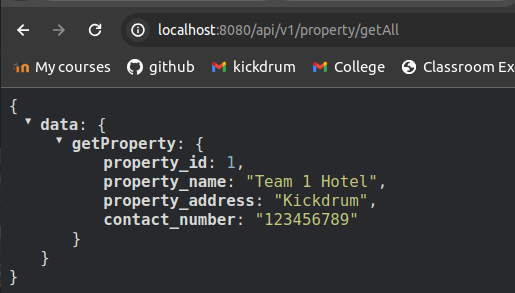 localhost:8080/api/v1/property/getAll
My courses github kickdrum College Classroom Ex
{
data: {
getProperty: {
property_id: 1,
property_name: "Team 1 Hotel",
property_address: "Kickdrum",
contact_number: "123456789"
}
}
}